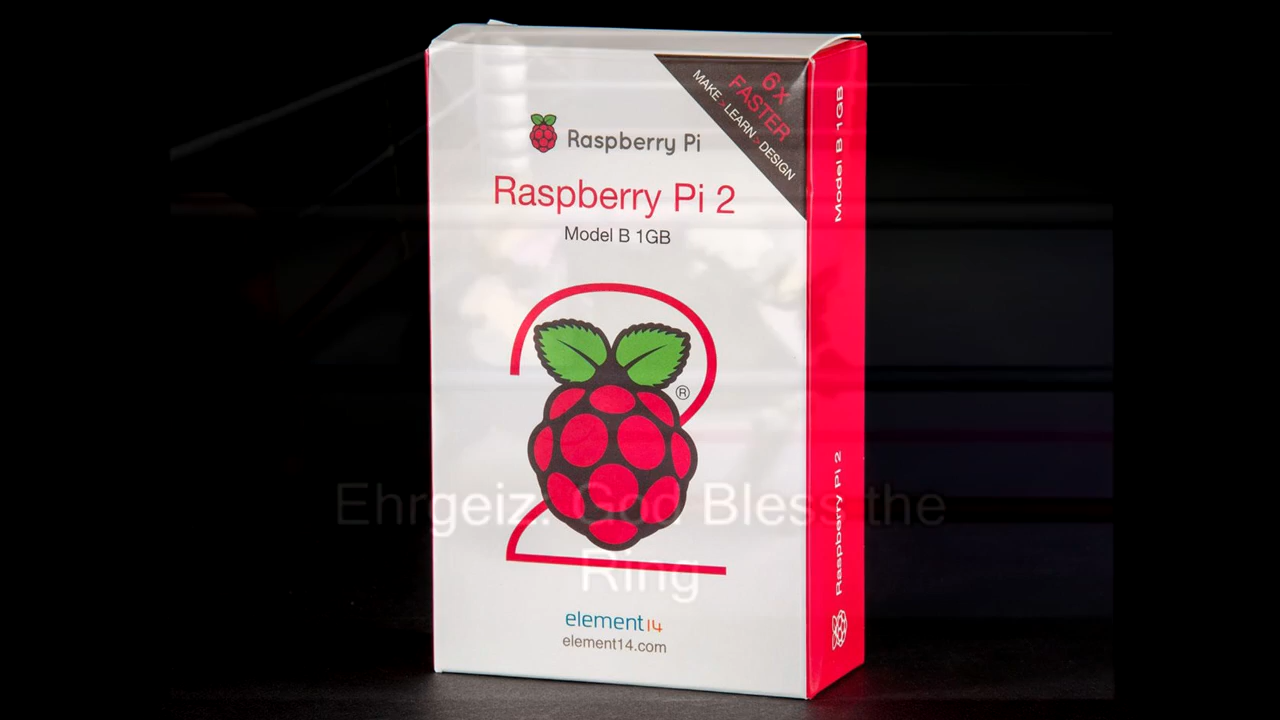 6x
FASTER
MAKE > LEARN > DESIGN
Raspberry Pi
Raspberry Pi 2
Model B 1GB
®
element14
element14.com
Model B 1GB
Raspberry Pi 2
Ehrgeiz: God Bless the
Ring